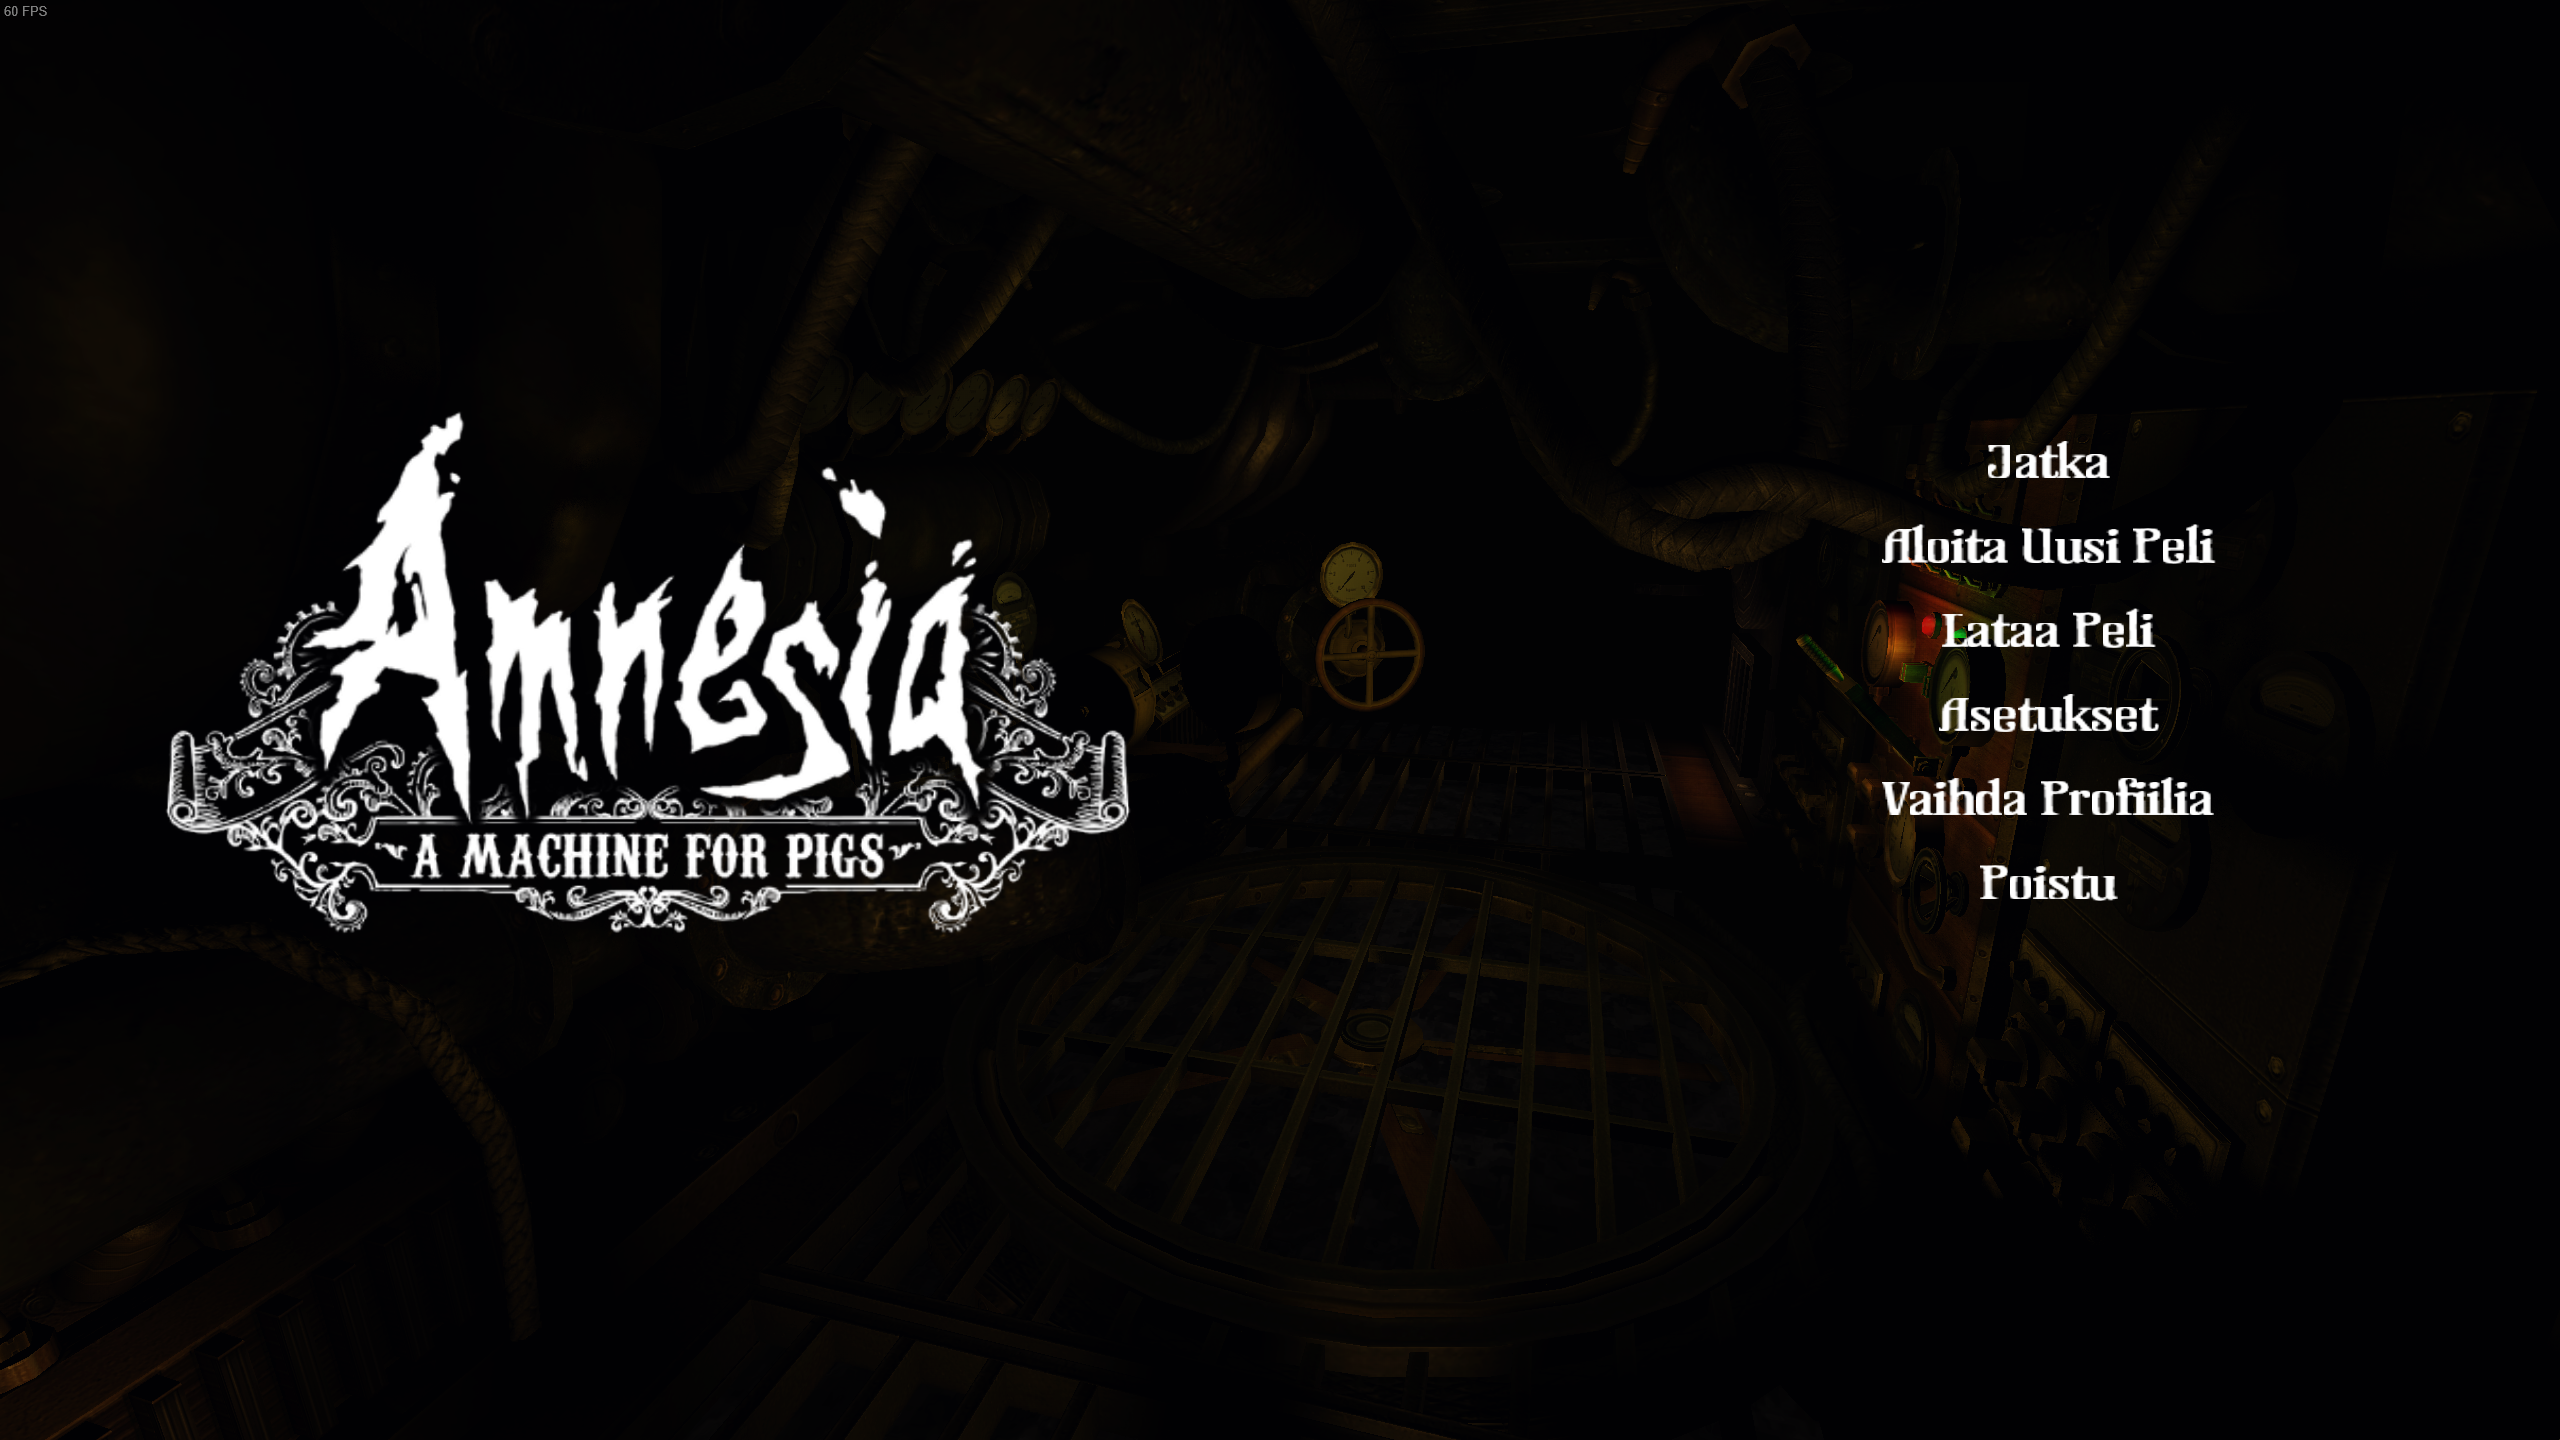 60 FPS
Amnesia
A MACHINE FOR PIGS
Jatka
Aloita Uusi Peli
Lataa Peli
Asetukset
Vaihda Profiilia
Poistu